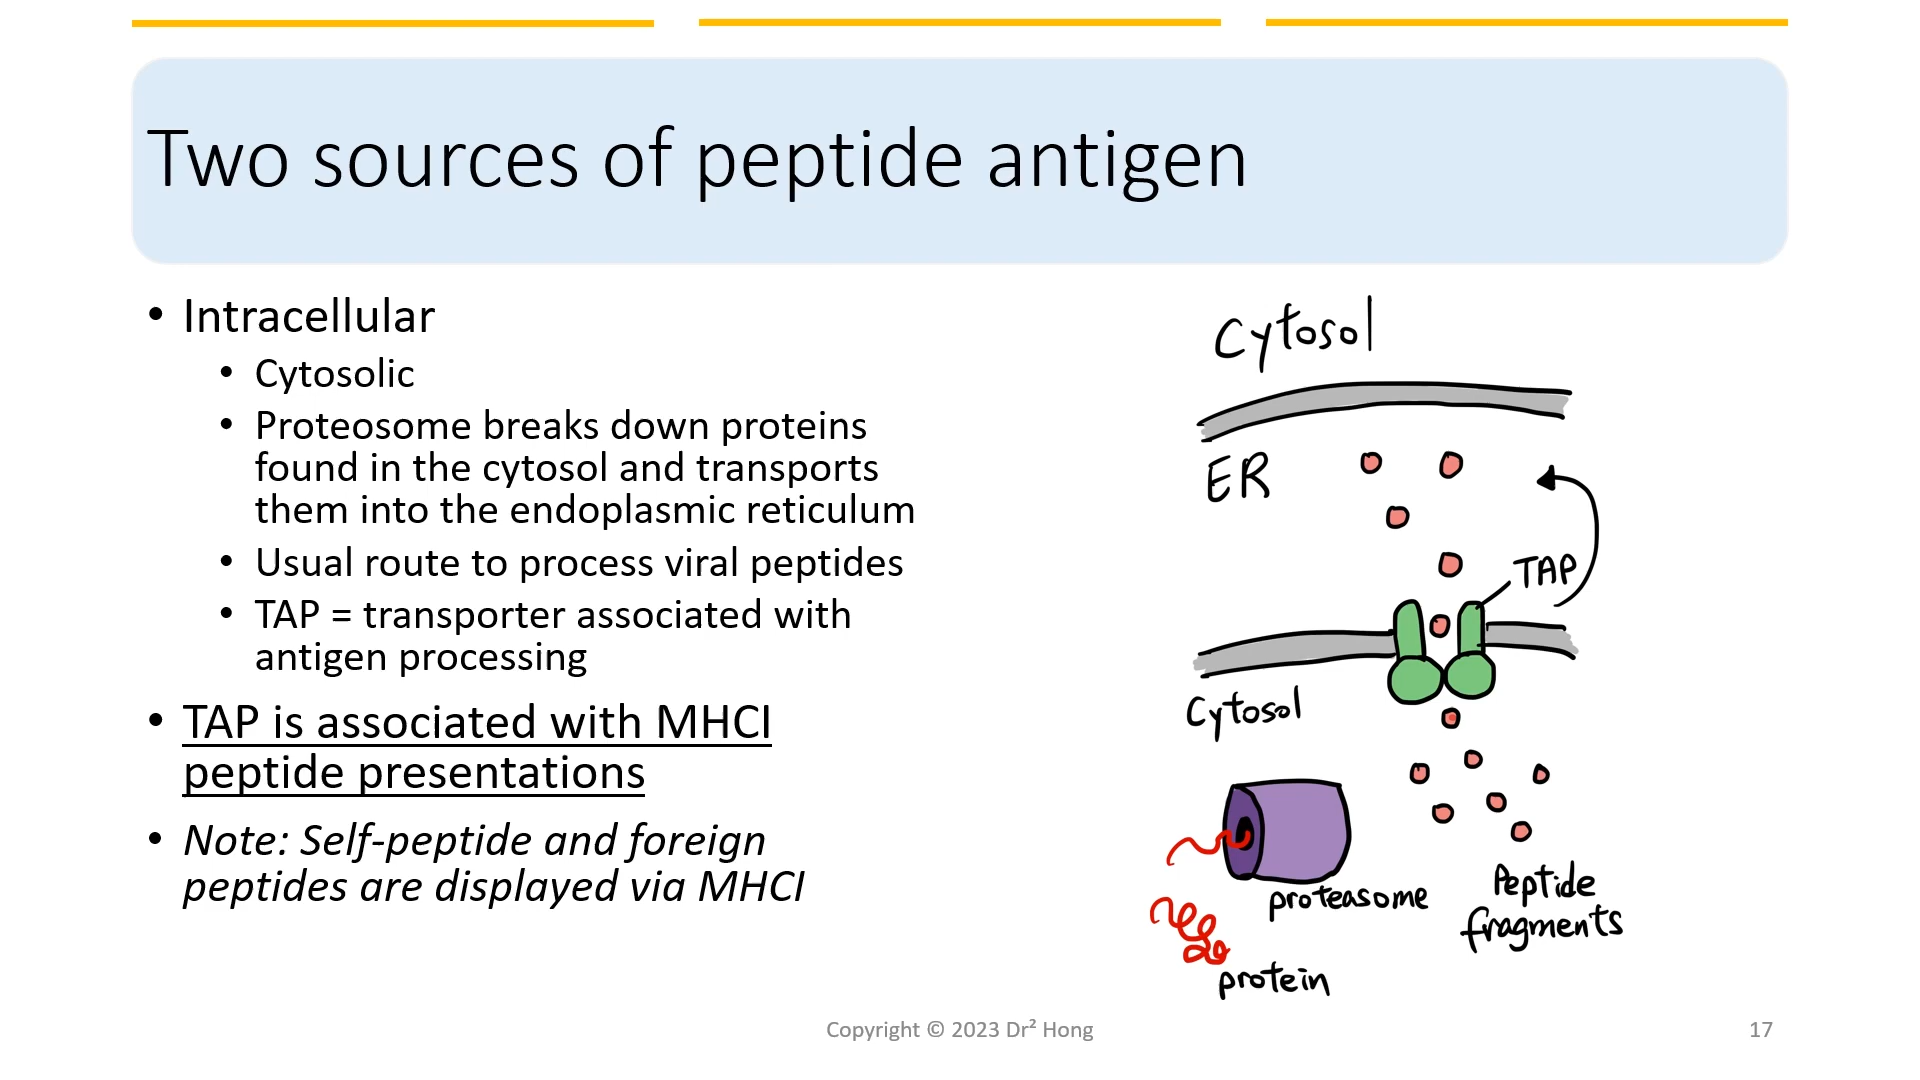 Two sources of peptide antigen
• Intracellular
• Cytosolic
• Proteosome breaks down proteins
found in the cytosol and transports
them into the endoplasmic reticulum
• Usual route to process viral peptides
• TAP = transporter associated with
antigen processing
• TAP is associated with MHCI
peptide presentations
• Note: Self-peptide and foreign
peptides are displayed via MHCI
Cytosol
ER
TAP
Cytosol
proteasome
Peptide
fragments
protein
Copyright © 2023 Dr² Hong
17